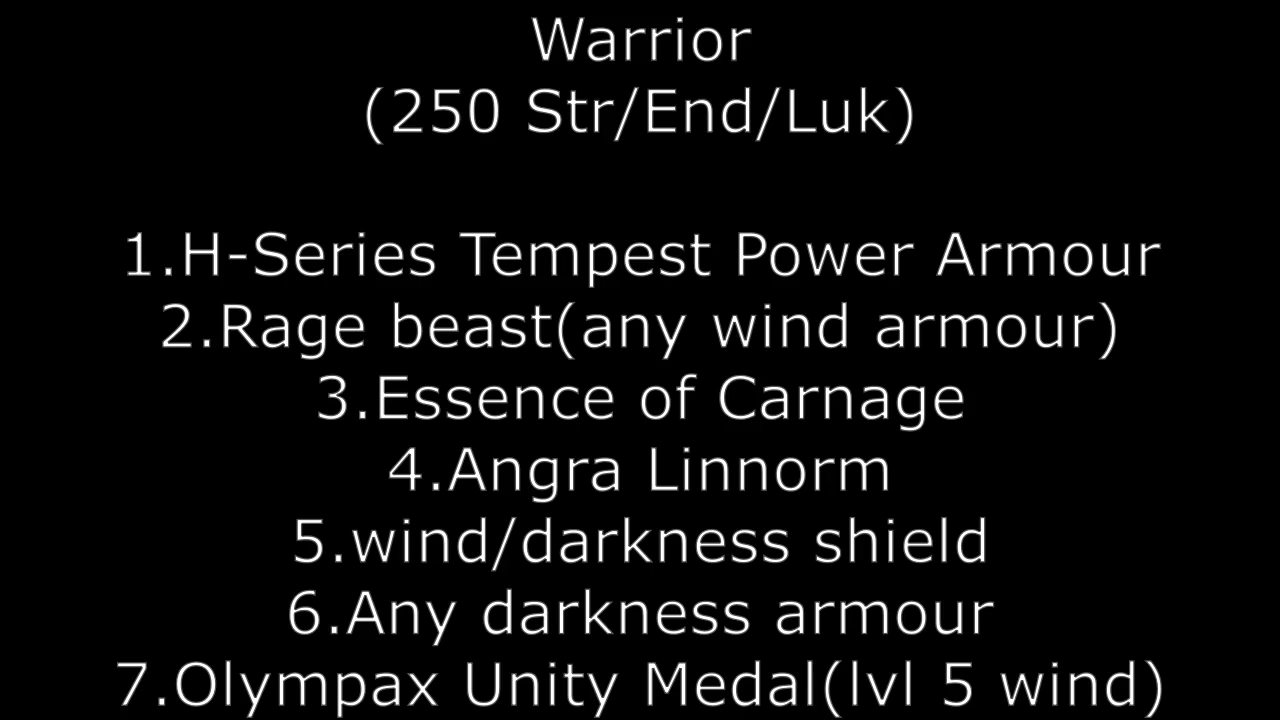 Warrior
(250 Str/End/Luk)
1.H-Series Tempest Power Armour
2.Rage beast(any wind armour)
3.Essence of Carnage
4.Angra Linnorm
5.wind/darkness shield
6.Any darkness armour
7.Olympax Unity Medal(lvl 5 wind)